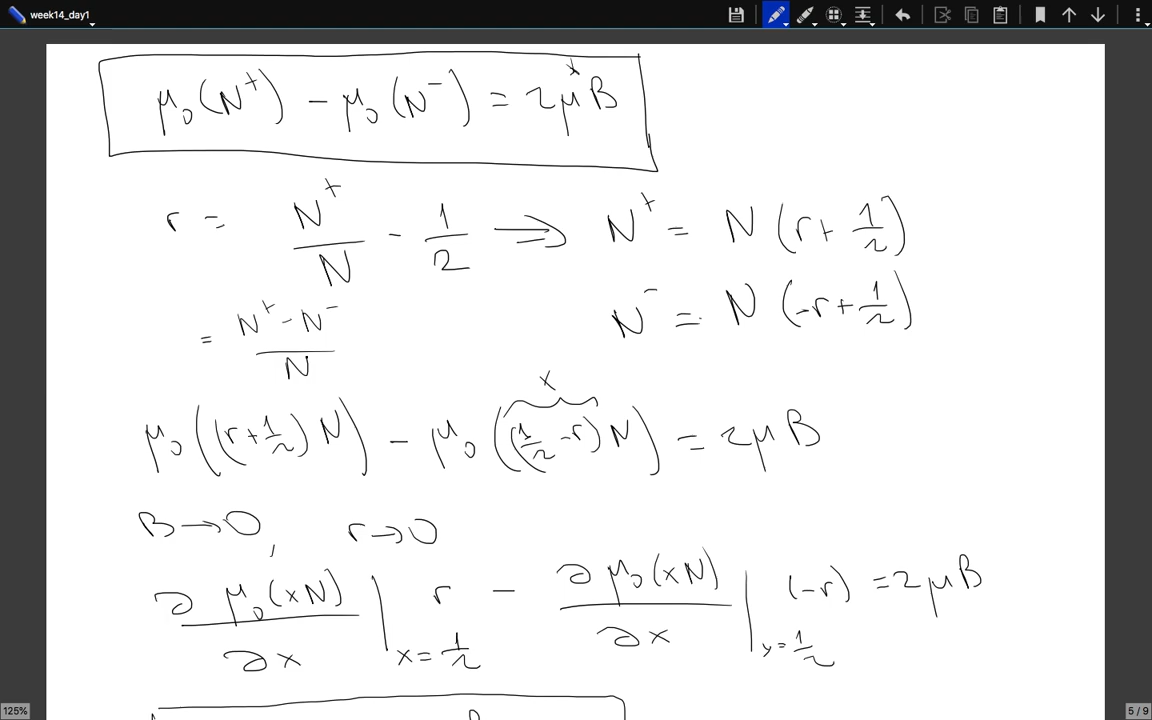 week14_day1
μ₀(N⁺) - μ₀(N⁻) = 2μ*B
r = N⁺/N - 1/2 ⟹ N⁺ = N(r + 1/2)
= (N⁺ - N⁻)/N N⁻ = N(-r + 1/2)
x
μ₀((r + 1/2)N) - μ₀((1/2 - r)N) = 2μB
B → 0, r → 0
∂μ₀(xN)/∂x |x=1/2 r - ∂μ₀(xN)/∂x |x=1/2 (-r) = 2μB
125% 5 / 9